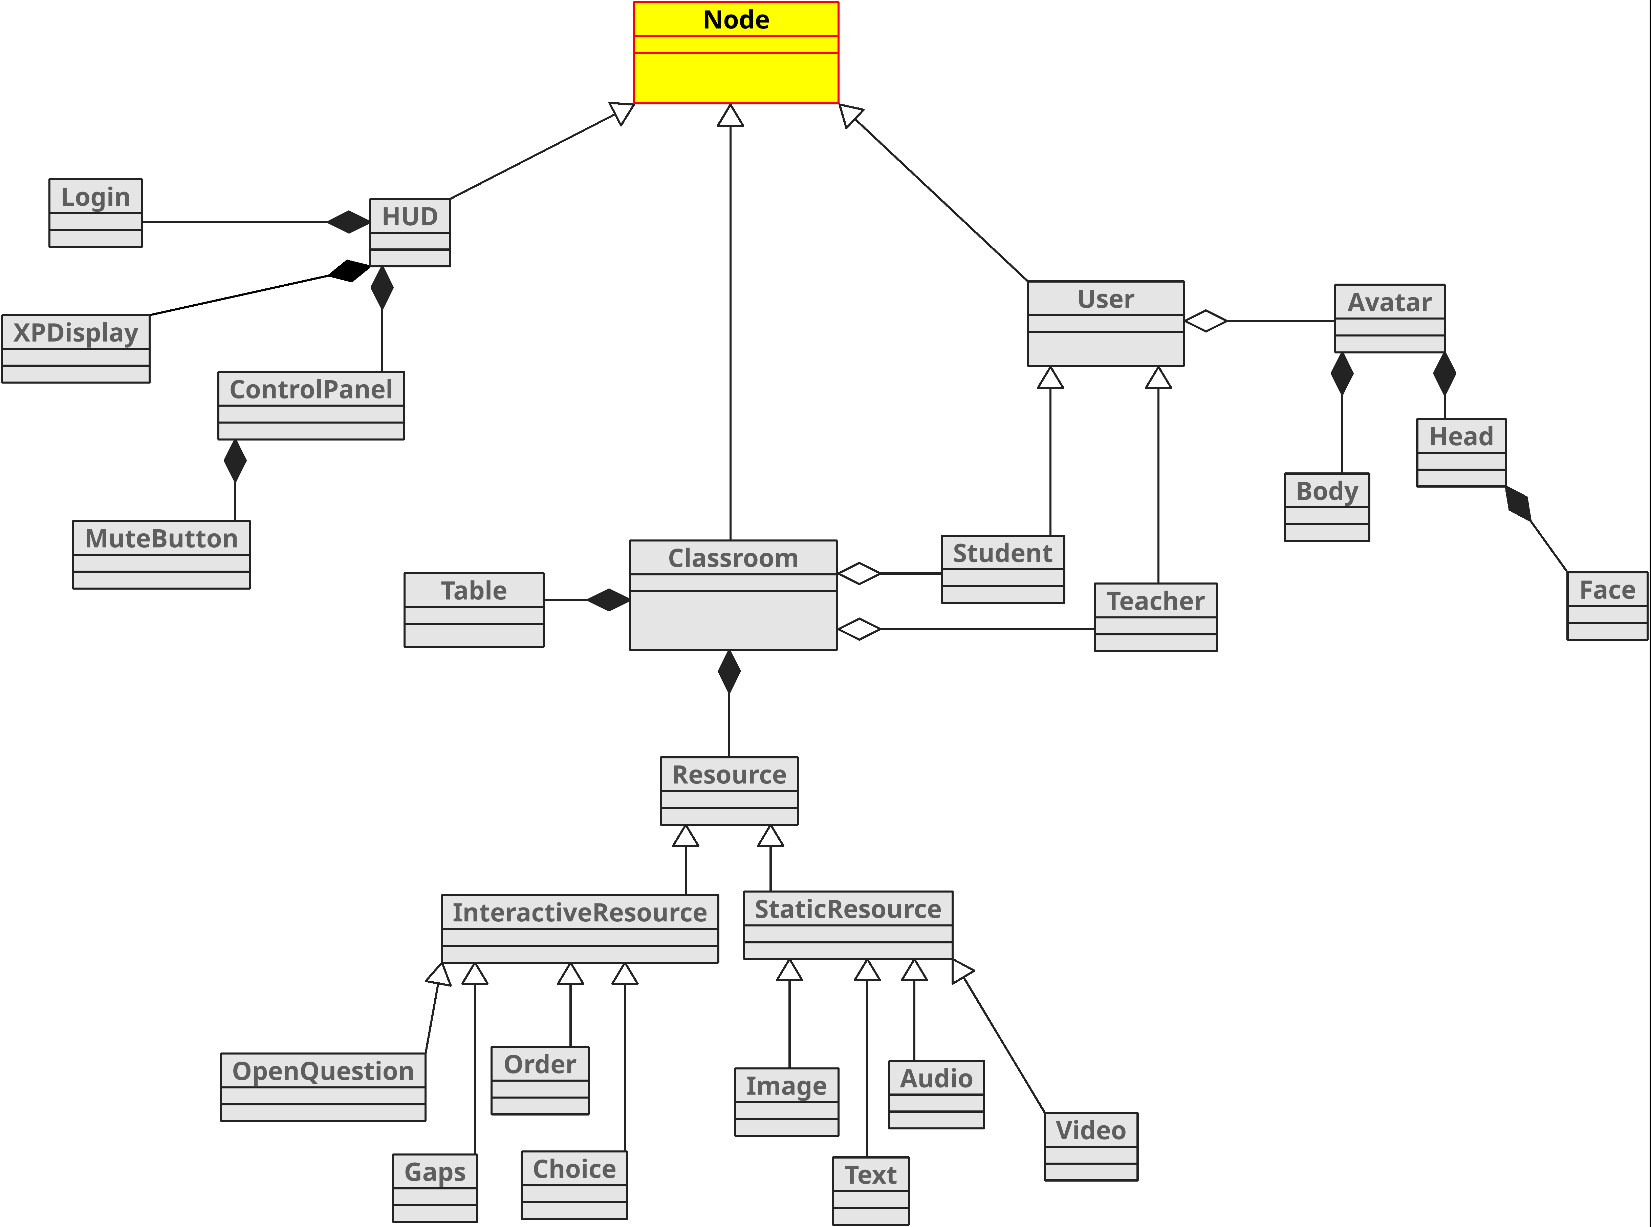 Node
Login
HUD
User
Avatar
XPDisplay
ControlPanel
Head
Body
MuteButton
Classroom
Student
Table
Teacher
Face
Resource
InteractiveResource
StaticResource
OpenQuestion
Order
Image
Audio
Video
Gaps
Choice
Text